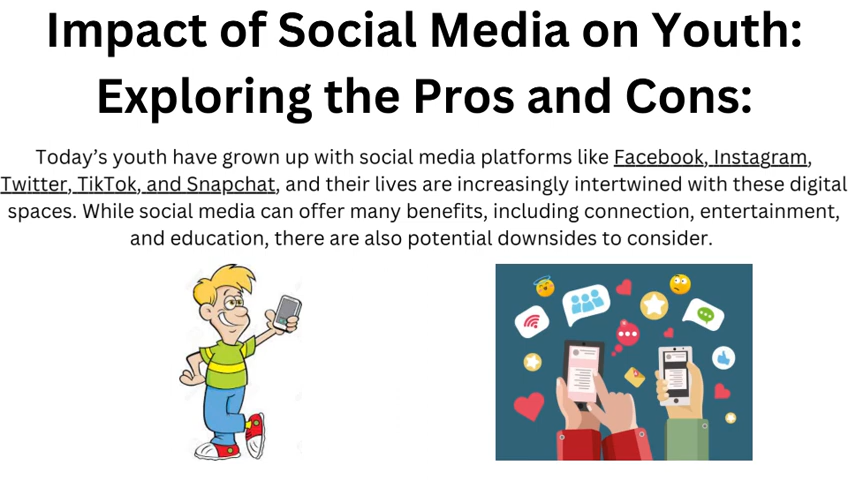 Impact of Social Media on Youth:
Exploring the Pros and Cons:
Today’s youth have grown up with social media platforms like Facebook, Instagram,
Twitter, TikTok, and Snapchat, and their lives are increasingly intertwined with these digital
spaces. While social media can offer many benefits, including connection, entertainment,
and education, there are also potential downsides to consider.